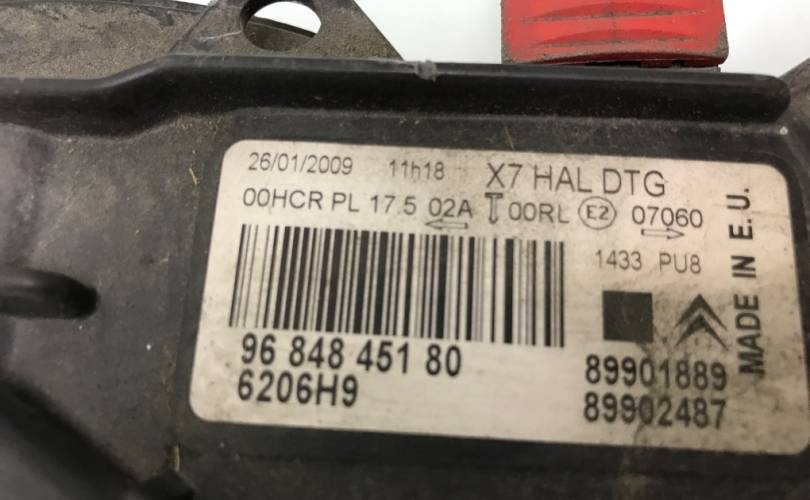 26/01/2009 11h18 X7 HAL DTG
00HCR PL 17.5 02A 00RL E2 07060
1433 PU8
96 848 451 80
6206H9
89901889
89902487
MADE IN E.U.